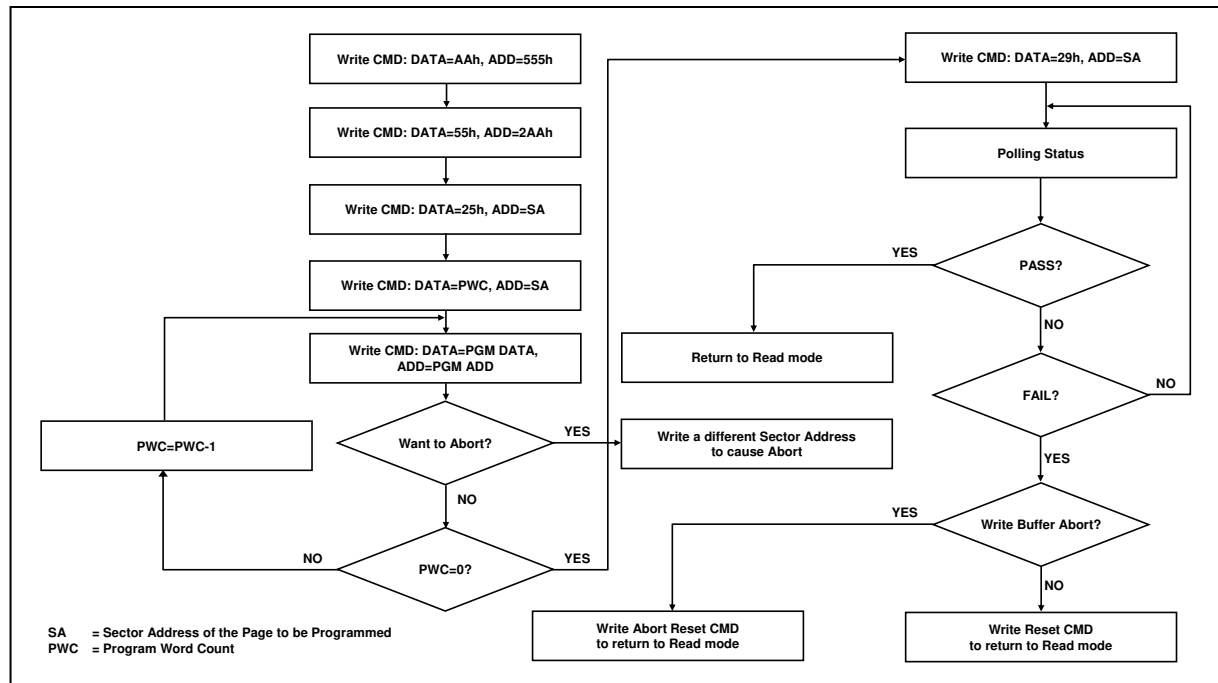 Write CMD: DATA=AAh, ADD=555h
Write CMD: DATA=55h, ADD=2AAh
Write CMD: DATA=25h, ADD=SA
Write CMD: DATA=PWC, ADD=SA
Write CMD: DATA=PGM DATA,
ADD=PGM ADD
PWC=PWC-1
Want to Abort?
YES
Write a different Sector Address
to cause Abort
NO
NO
PWC=0?
YES
Write CMD: DATA=29h, ADD=SA
Polling Status
YES
PASS?
Return to Read mode
NO
FAIL?
NO
YES
YES
Write Buffer Abort?
NO
Write Abort Reset CMD
to return to Read mode
Write Reset CMD
to return to Read mode
SA = Sector Address of the Page to be Programmed
PWC = Program Word Count